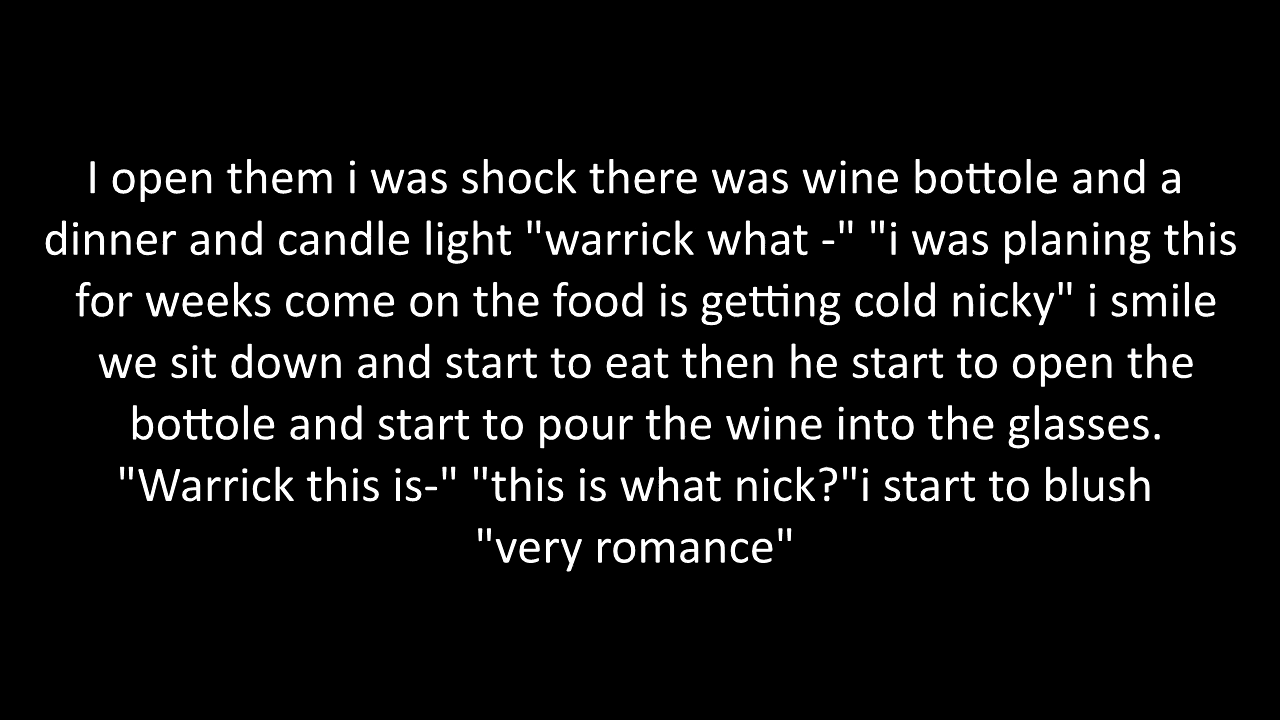 I open them i was shock there was wine bottole and a
dinner and candle light "warrick what -" "i was planing this
for weeks come on the food is getting cold nicky" i smile
we sit down and start to eat then he start to open the
bottole and start to pour the wine into the glasses.
"Warrick this is-" "this is what nick?"i start to blush
"very romance"